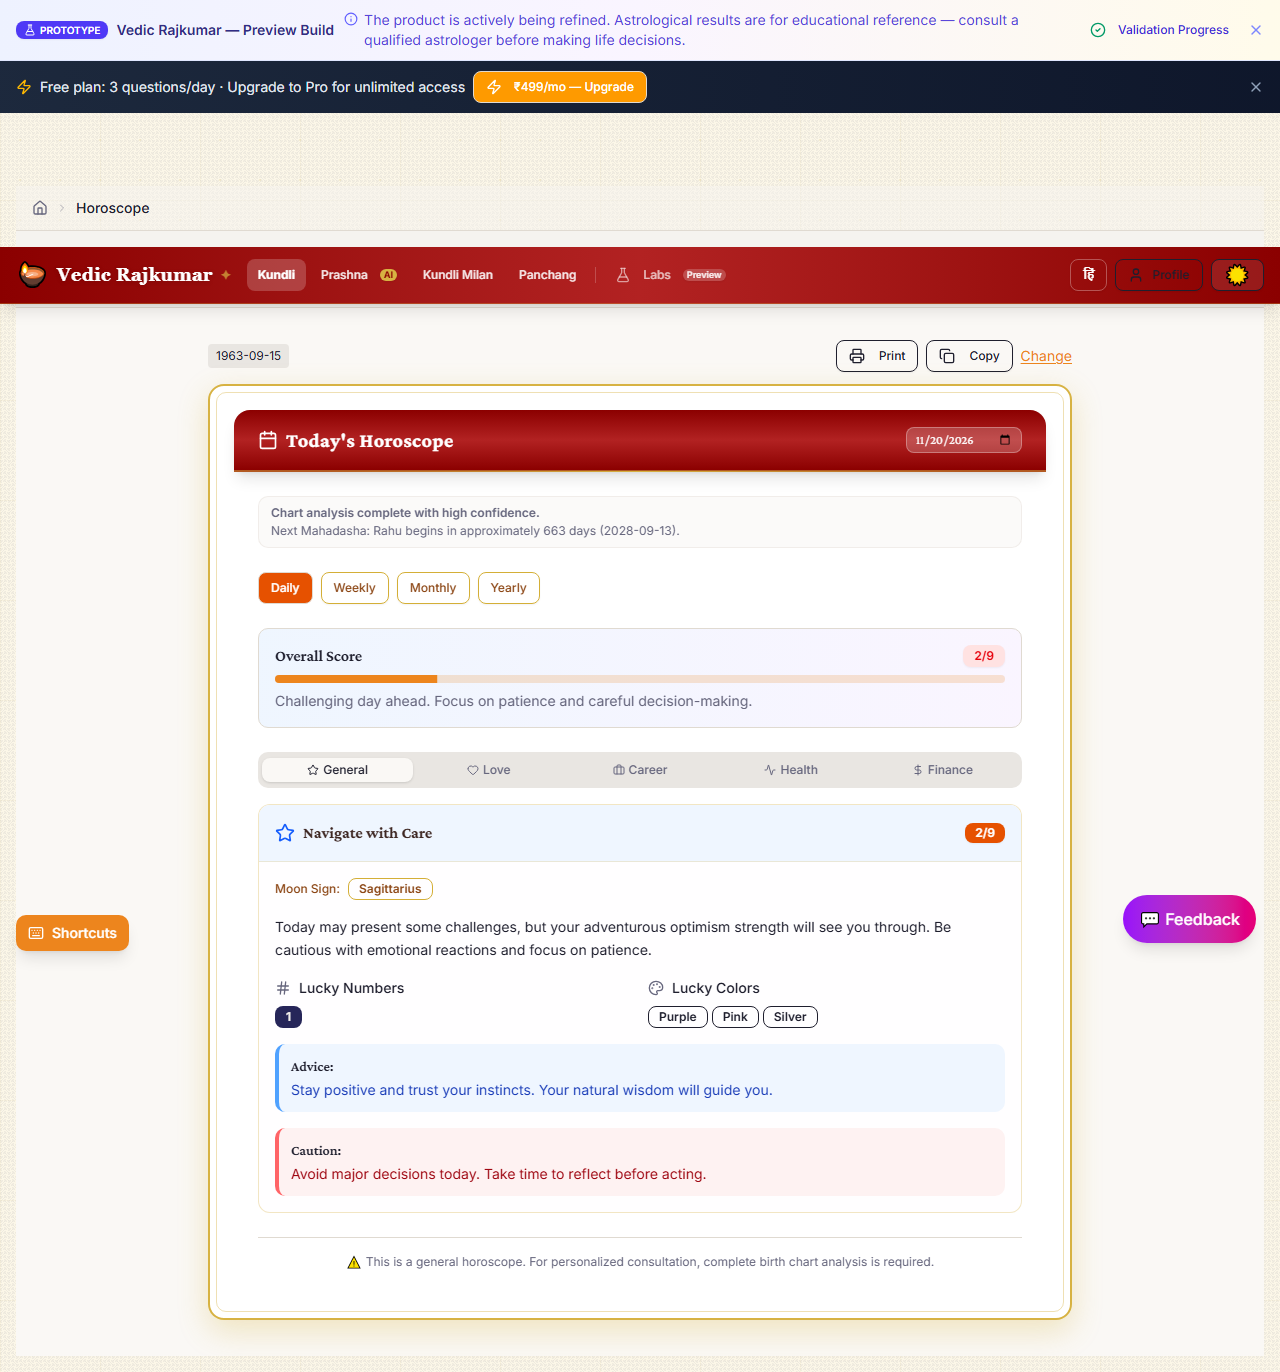 PROTOTYPE Vedic Rajkumar — Preview Build
The product is actively being refined. Astrological results are for educational reference — consult a
qualified astrologer before making life decisions.
Validation Progress
Free plan: 3 questions/day · Upgrade to Pro for unlimited access ₹499/mo — Upgrade
Horoscope
Vedic Rajkumar Kundli Prashna AI Kundli Milan Panchang Labs Preview हि Profile
1963-09-15 Print Copy Change
Today's Horoscope 11/20/2026
Chart analysis complete with high confidence.
Next Mahadasha: Rahu begins in approximately 663 days (2028-09-13).
Daily Weekly Monthly Yearly
Overall Score 2/9
Challenging day ahead. Focus on patience and careful decision-making.
General Love Career Health Finance
Navigate with Care 2/9
Moon Sign: Sagittarius
Today may present some challenges, but your adventurous optimism strength will see you through. Be
cautious with emotional reactions and focus on patience.
Shortcuts
Feedback
Lucky Numbers
1
Lucky Colors
Purple Pink Silver
Advice:
Stay positive and trust your instincts. Your natural wisdom will guide you.
Caution:
Avoid major decisions today. Take time to reflect before acting.
This is a general horoscope. For personalized consultation, complete birth chart analysis is required.